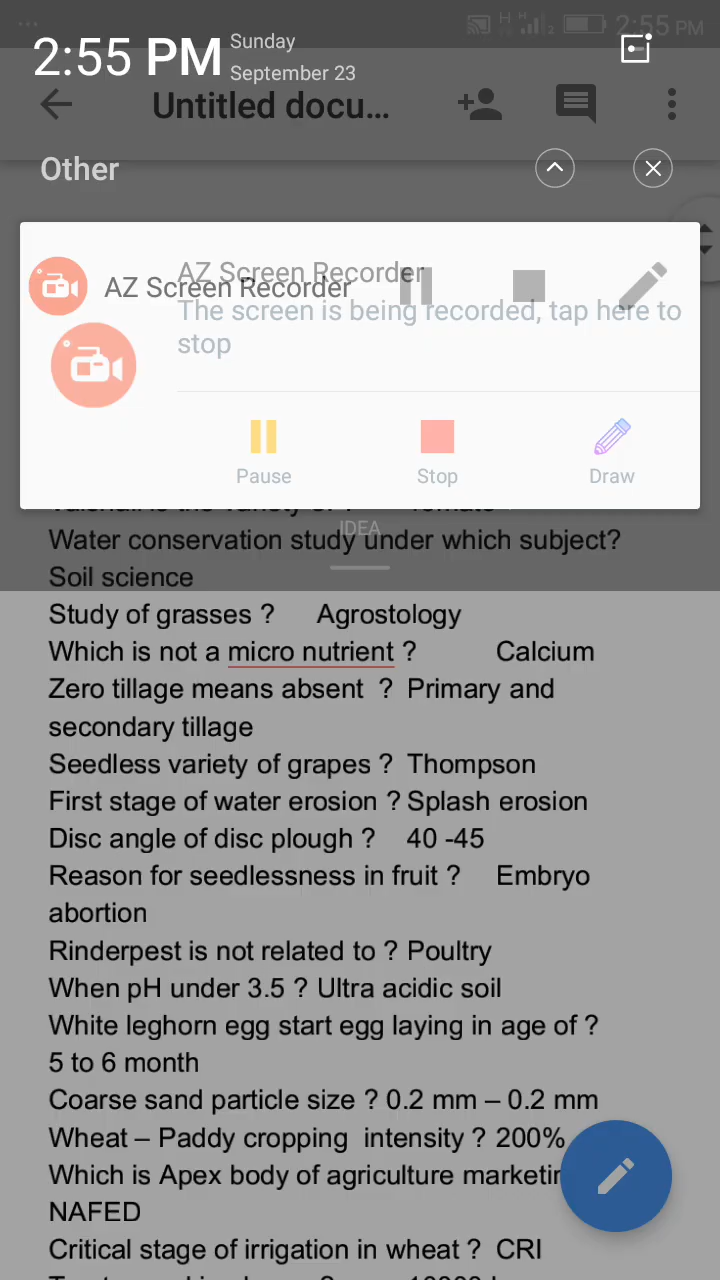 2:55 PM
2:55 PM Sunday
September 23
Untitled docu...
Other
AZ Screen Recorder
AZ Screen Recorder
The screen is being recorded, tap here to
stop
Pause Stop Draw
IDEA
Water conservation study under which subject?
Soil science
Study of grasses ? Agrostology
Which is not a micro nutrient ? Calcium
Zero tillage means absent ? Primary and
secondary tillage
Seedless variety of grapes ? Thompson
First stage of water erosion ? Splash erosion
Disc angle of disc plough ? 40 -45
Reason for seedlessness in fruit ? Embryo
abortion
Rinderpest is not related to ? Poultry
When pH under 3.5 ? Ultra acidic soil
White leghorn egg start egg laying in age of ?
5 to 6 month
Coarse sand particle size ? 0.2 mm – 0.2 mm
Wheat – Paddy cropping intensity ? 200%
Which is Apex body of agriculture
NAFED
Critical stage of irrigation in wheat ? CRI